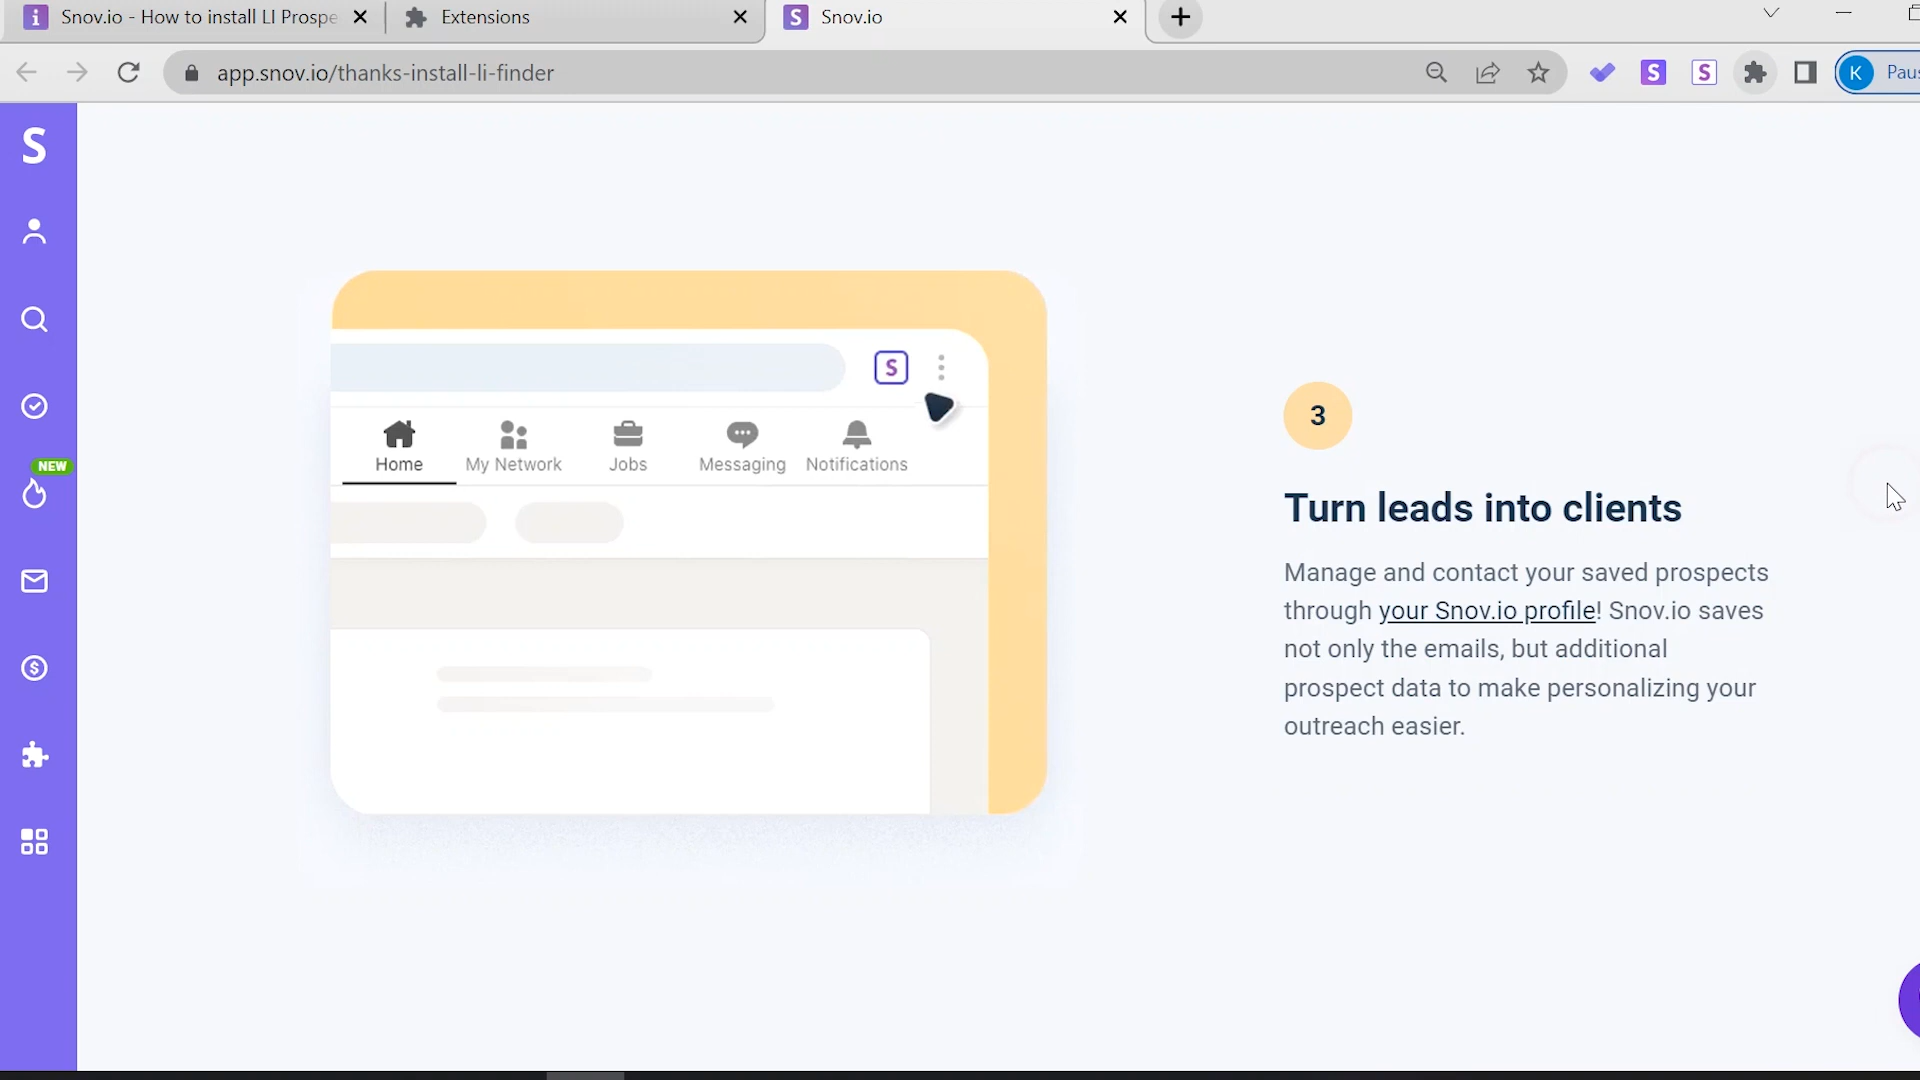 Snov.io - How to install LI Prospe
Extensions
Snov.io
app.snov.io/thanks-install-li-finder
S
S
K
Paus
S
NEW
S
Home
My Network
Jobs
Messaging
Notifications
3
Turn leads into clients
Manage and contact your saved prospects
through your Snov.io profile! Snov.io saves
not only the emails, but additional
prospect data to make personalizing your
outreach easier.